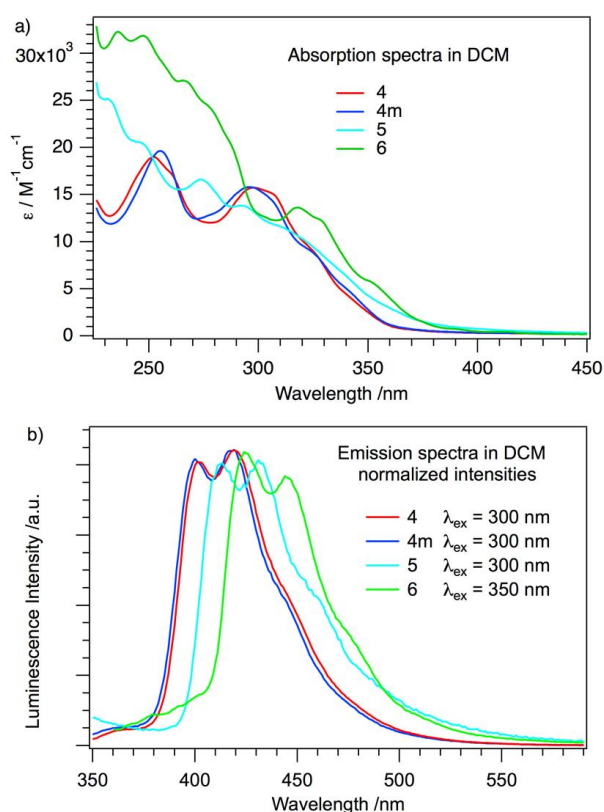 a)
Absorption spectra in DCM
4
4m
5
6
30x10³
25
20
15
10
5
0
ε / M⁻¹cm⁻¹
250 300 350 400 450
Wavelength /nm
b)
Emission spectra in DCM
normalized intensities
4 λex = 300 nm
4m λex = 300 nm
5 λex = 300 nm
6 λex = 350 nm
Luminescence Intensity /a.u.
350 400 450 500 550
Wavelength /nm